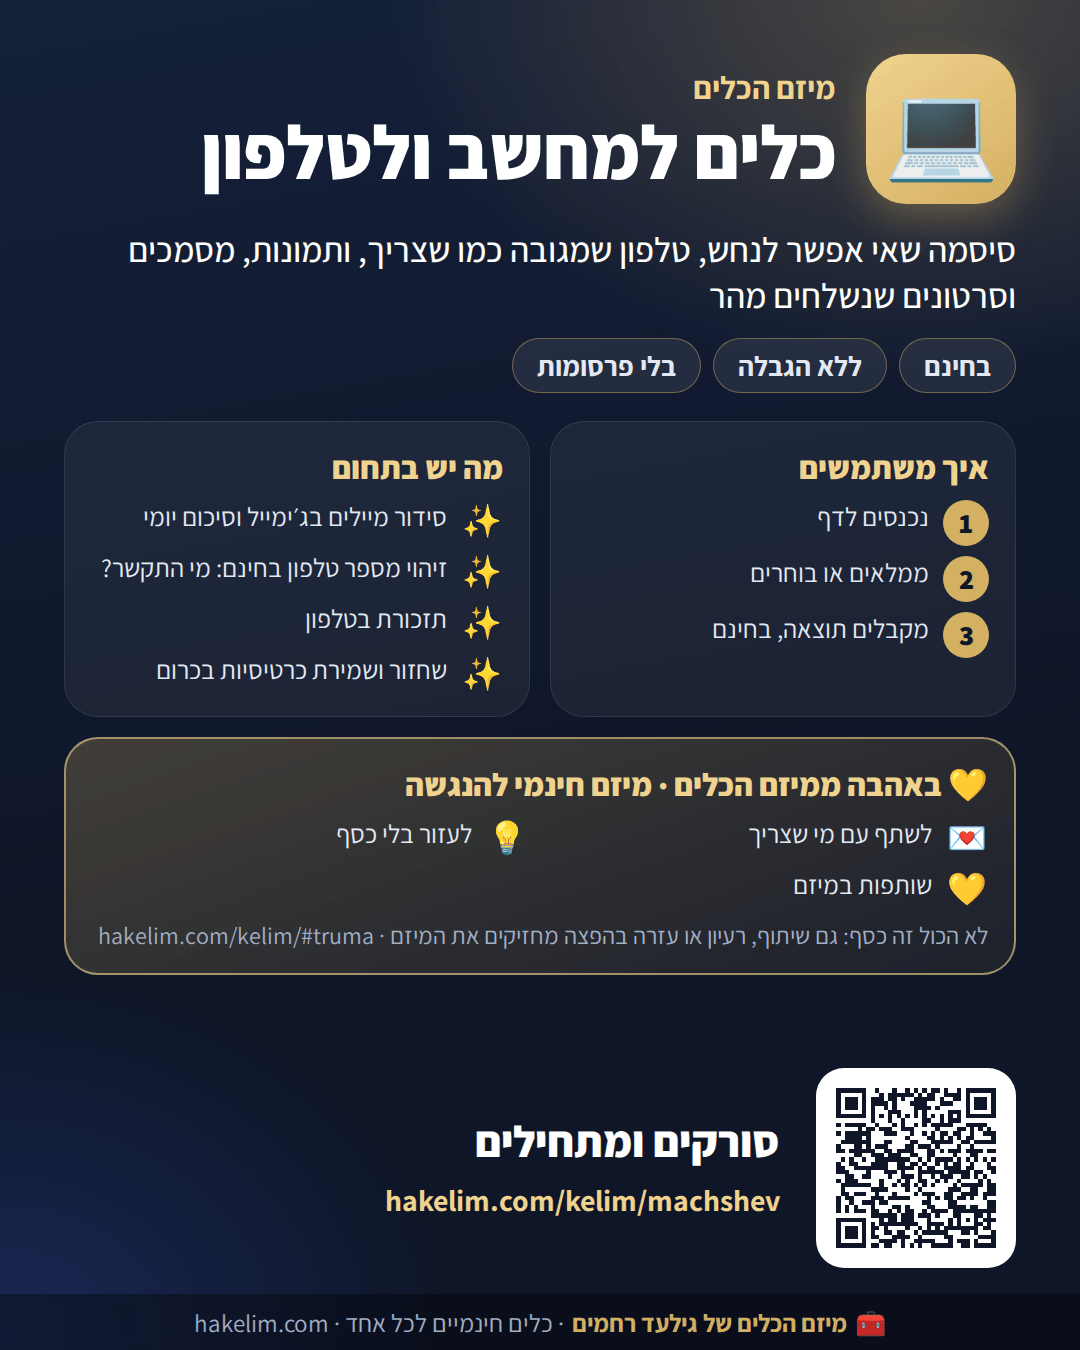 מיזם הכלים
כלים למחשב ולטלפון
סיסמה שאי אפשר לנחש, טלפון שמגובה כמו שצריך, ותמונות, מסמכים
וסרטונים שנשלחים מהר
בחינם
ללא הגבלה
בלי פרסומות
איך משתמשים
1 נכנסים לדף
2 ממלאים או בוחרים
3 מקבלים תוצאה, בחינם
מה יש בתחום
סידור מיילים בג׳ימייל וסיכום יומי
זיהוי מספר טלפון בחינם: מי התקשר?
תזכורת בטלפון
שחזור ושמירת כרטיסיות בכרום
באהבה ממיזם הכלים · מיזם חינמי להנגשה
לשתף עם מי שצריך
לעזור בלי כסף
שותפות במיזם
לא הכול זה כסף: גם שיתוף, רעיון או עזרה בהפצה מחזיקים את המיזם · hakelim.com/kelim/#truma
סורקים ומתחילים
hakelim.com/kelim/machshev
מיזם הכלים של גילעד רחמים · כלים חינמיים לכל אחד · hakelim.com